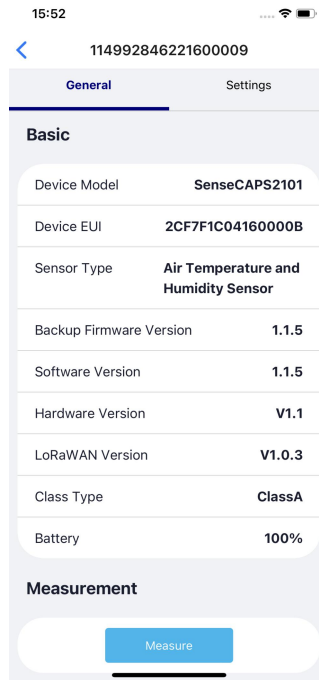 15:52
114992846221600009
General
Settings
Basic
Device Model SenseCAPS2101
Device EUI 2CF7F1C04160000B
Sensor Type Air Temperature and
Humidity Sensor
Backup Firmware Version 1.1.5
Software Version 1.1.5
Hardware Version V1.1
LoRaWAN Version V1.0.3
Class Type ClassA
Battery 100%
Measurement
Measure